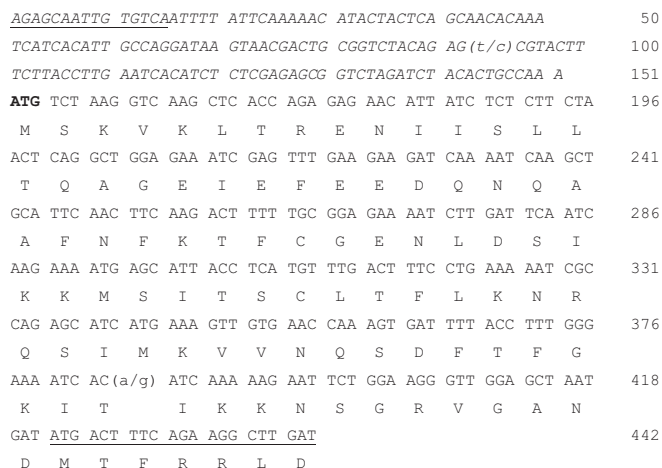 AGAGCAATTG TGTCAATTTT ATTCAAAAAC ATACTACTCA GCAACACAAA 50
TCATCACATT GCCAGGATAA GTAACGACTG CGGTCTACAG AG(t/c)CGTACTT 100
TCTTACCTTG AATCACATCT CTCGAGAGCG GTCTAGATCT ACACTGCCAA A 151
ATG TCT AAG GTC AAG CTC ACC AGA GAG AAC ATT ATC TCT CTT CTA 196
M S K V K L T R E N I I S L L
ACT CAG GCT GGA GAA ATC GAG TTT GAA GAA GAT CAA AAT CAA GCT 241
T Q A G E I E F E E D Q N Q A
GCA TTC AAC TTC AAG ACT TTT TGC GGA GAA AAT CTT GAT TCA ATC 286
A F N F K T F C G E N L D S I
AAG AAA ATG AGC ATT ACC TCA TGT TTG ACT TTC CTG AAA AAT CGC 331
K K M S I T S C L T F L K N R
CAG AGC ATC ATG AAA GTT GTG AAC CAA AGT GAT TTT ACC TTT GGG 376
Q S I M K V V N Q S D F T F G
AAA ATC AC(a/g) ATC AAA AAG AAT TCT GGA AGG GTT GGA GCT AAT 418
K I T I K K N S G R V G A N
GAT ATG ACT TTC AGA AGG CTT GAT 442
D M T F R R L D